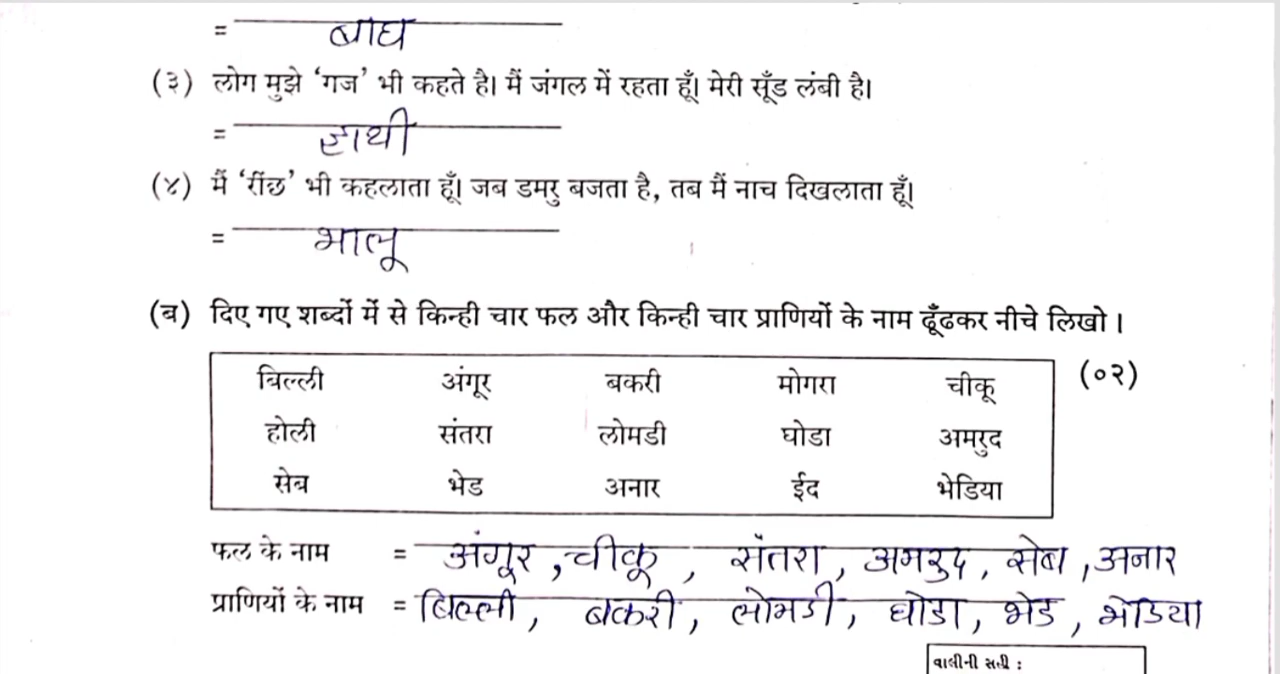 = बाघ
(३) लोग मुझे 'गज' भी कहते है। मैं जंगल में रहता हूँ। मेरी सूँड लंबी है।
= हाथी
(४) मैं 'रींछ' भी कहलाता हूँ। जब डमरु बजता है, तब मैं नाच दिखलाता हूँ।
= भालू
(ब) दिए गए शब्दों में से किन्ही चार फल और किन्ही चार प्राणियों के नाम ढूँढकर नीचे लिखो।
बिल्ली अंगूर बकरी मोगरा चीकू (०२)
होली संतरा लोमडी घोडा अमरुद
सेब भेड अनार ईद भेडिया
फल के नाम = अंगूर, चीकू, संतरा, अमरुद, सेब, अनार
प्राणियों के नाम = बिल्ली, बकरी, लोमडी, घोडा, भेड, भेडिया
वालीनी सही :